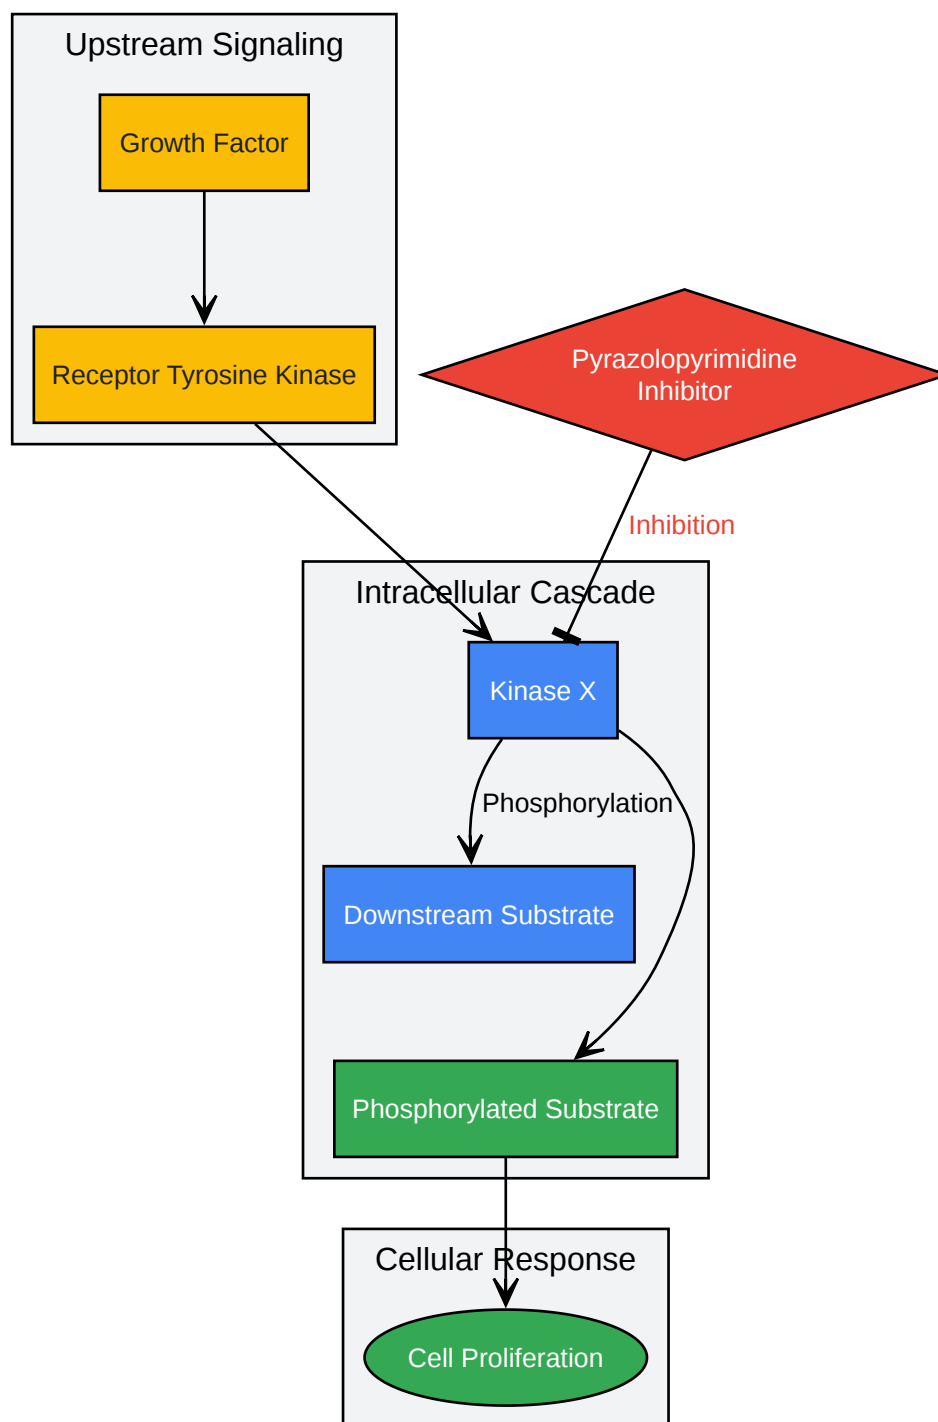 Upstream Signaling
Growth Factor
Receptor Tyrosine Kinase
Pyrazolopyrimidine
Inhibitor
Inhibition
Intracellular Cascade
Kinase X
Phosphorylation
Downstream Substrate
Phosphorylated Substrate
Cellular Response
Cell Proliferation